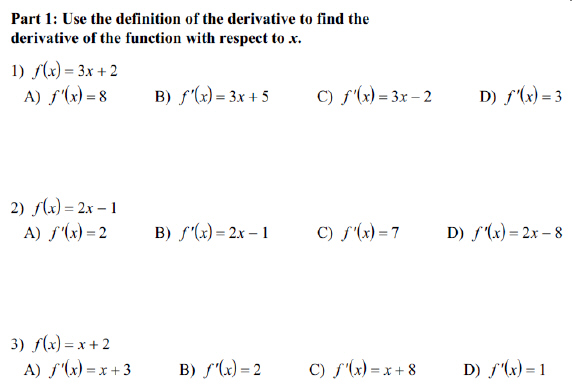 Part 1: Use the definition of the derivative to find the
derivative of the function with respect to x.
1) f(x) = 3x + 2
A) f'(x) = 8 B) f'(x) = 3x + 5 C) f'(x) = 3x – 2 D) f'(x) = 3
2) f(x) = 2x – 1
A) f'(x) = 2 B) f'(x) = 2x – 1 C) f'(x) = 7 D) f'(x) = 2x – 8
3) f(x) = x + 2
A) f'(x) = x + 3 B) f'(x) = 2 C) f'(x) = x + 8 D) f'(x) = 1